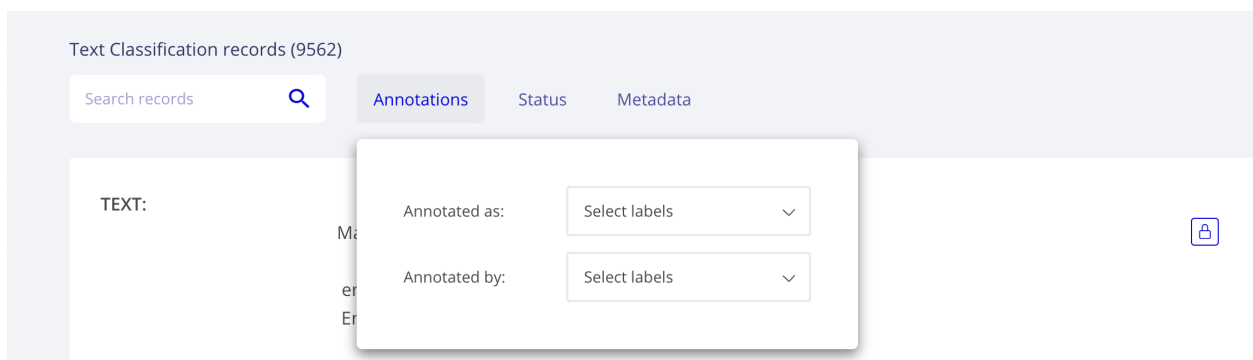 Text Classification records (9562)
Search records
Annotations Status Metadata
TEXT:
Annotated as: Select labels
Annotated by: Select labels